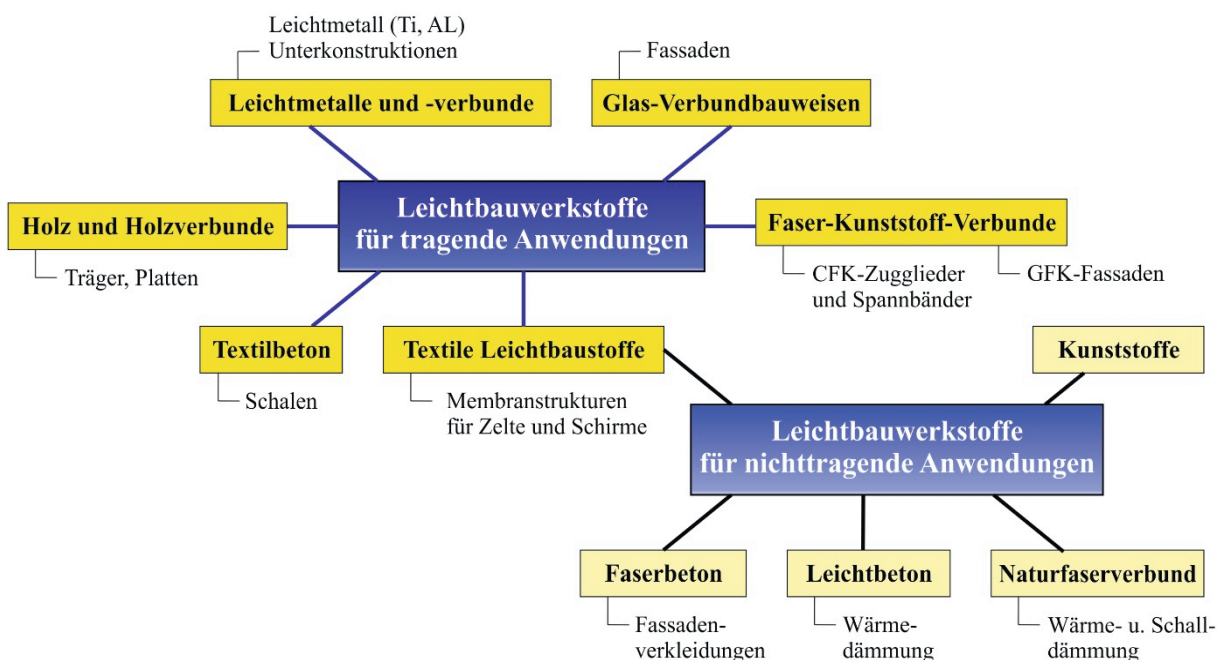 Leichtmetall (Ti, AL)
Unterkonstruktionen
Fassaden
Leichtmetalle und -verbunde
Glas-Verbundbauweisen
Leichtbauwerkstoffe
für tragende Anwendungen
Holz und Holzverbunde
Träger, Platten
Faser-Kunststoff-Verbunde
CFK-Zugglieder
und Spannbänder
GFK-Fassaden
Textilbeton
Schalen
Textile Leichtbaustoffe
Membranstrukturen
für Zelte und Schirme
Kunststoffe
Leichtbauwerkstoffe
für nichttragende Anwendungen
Faserbeton
Fassaden-
verkleidungen
Leichtbeton
Wärme-
dämmung
Naturfaserverbund
Wärme- u. Schall-
dämmung